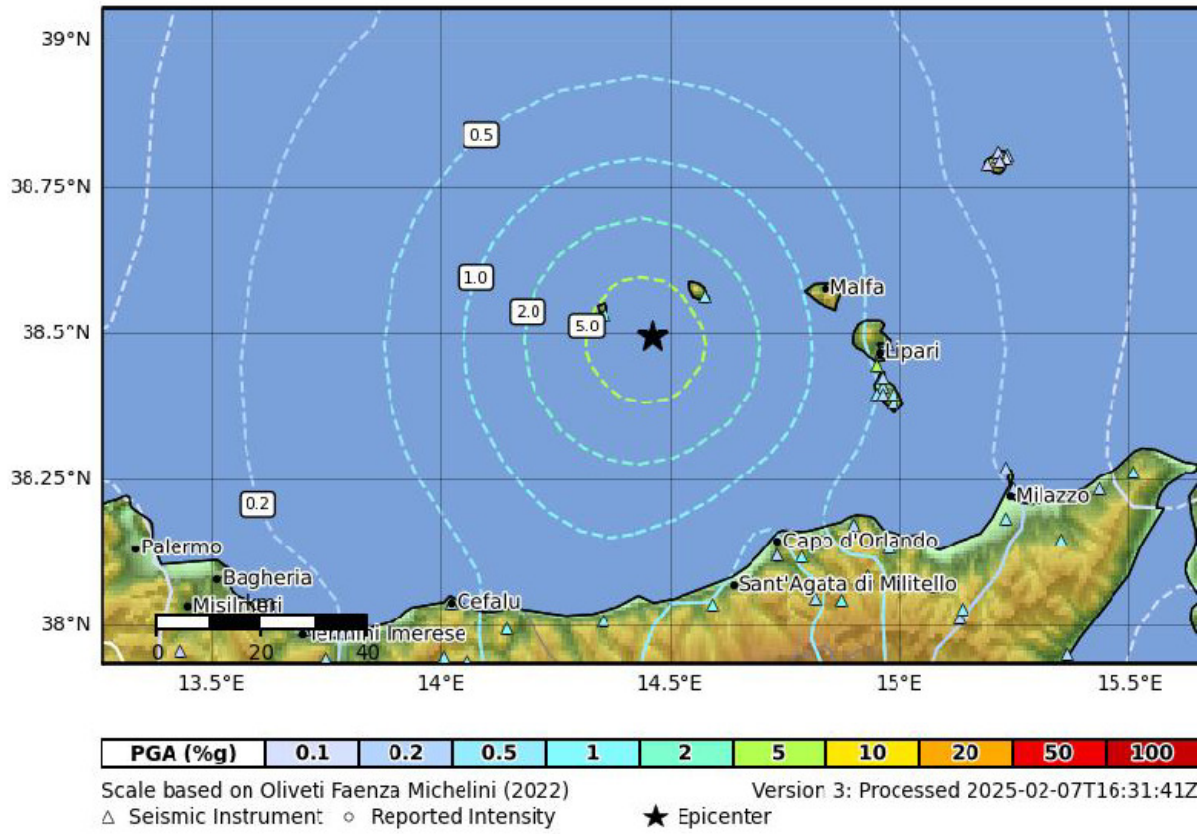 39°N
0.5
38.75°N
1.0
Malfa
2.0
5.0
38.5°N
Lipari
38.25°N
0.2
Milazzo
Palermo
Capo d'Orlando
Bagheria
Sant'Agata di Militello
Misilmeri
km
Cefalu
38°N
Termini Imerese
0 20 40
13.5°E 14°E 14.5°E 15°E 15.5°E
PGA (%g) 0.1 0.2 0.5 1 2 5 10 20 50 100
Scale based on Oliveti Faenza Michelini (2022) Version 3: Processed 2025-02-07T16:31:41Z
△ Seismic Instrument ○ Reported Intensity ★ Epicenter